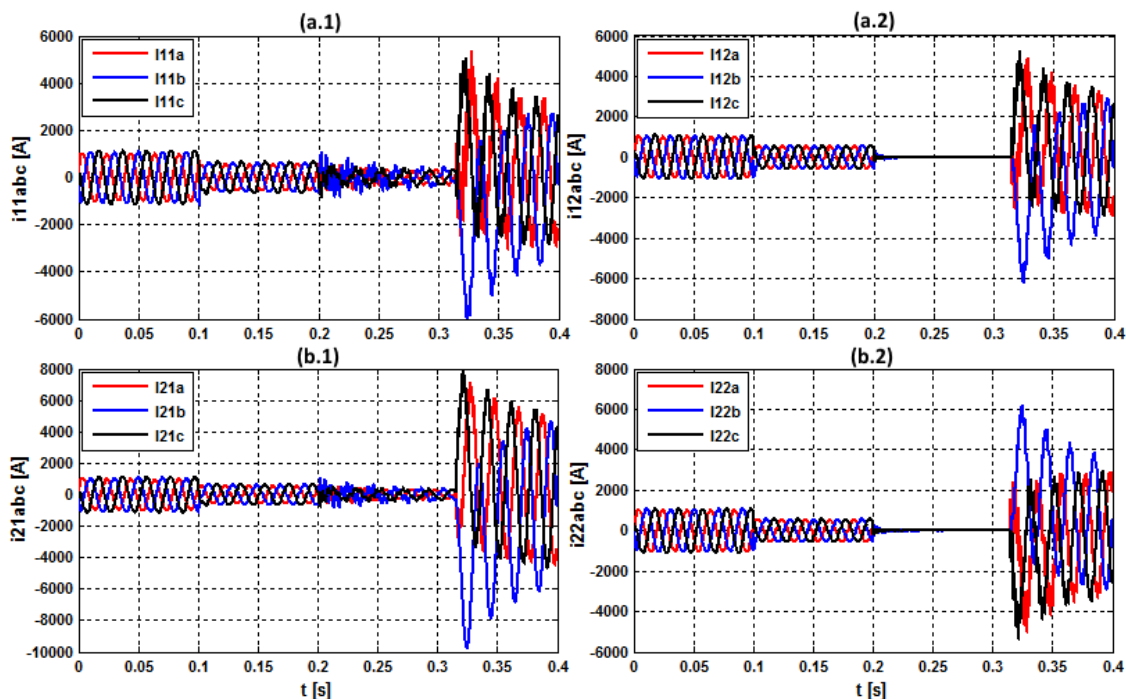 (a.1)
6000
4000
2000
0
-2000
-4000
-6000
i11abc [A]
I11a
I11b
I11c
0 0.05 0.1 0.15 0.2 0.25 0.3 0.35 0.4
(a.2)
6000
4000
2000
0
-2000
-4000
-6000
-8000
i12abc [A]
I12a
I12b
I12c
0 0.05 0.1 0.15 0.2 0.25 0.3 0.35 0.4
(b.1)
8000
6000
4000
2000
0
-2000
-4000
-6000
-8000
-10000
i21abc [A]
I21a
I21b
I21c
0 0.05 0.1 0.15 0.2 0.25 0.3 0.35 0.4
t [s]
(b.2)
8000
6000
4000
2000
0
-2000
-4000
-6000
i22abc [A]
I22a
I22b
I22c
0 0.05 0.1 0.15 0.2 0.25 0.3 0.35 0.4
t [s]